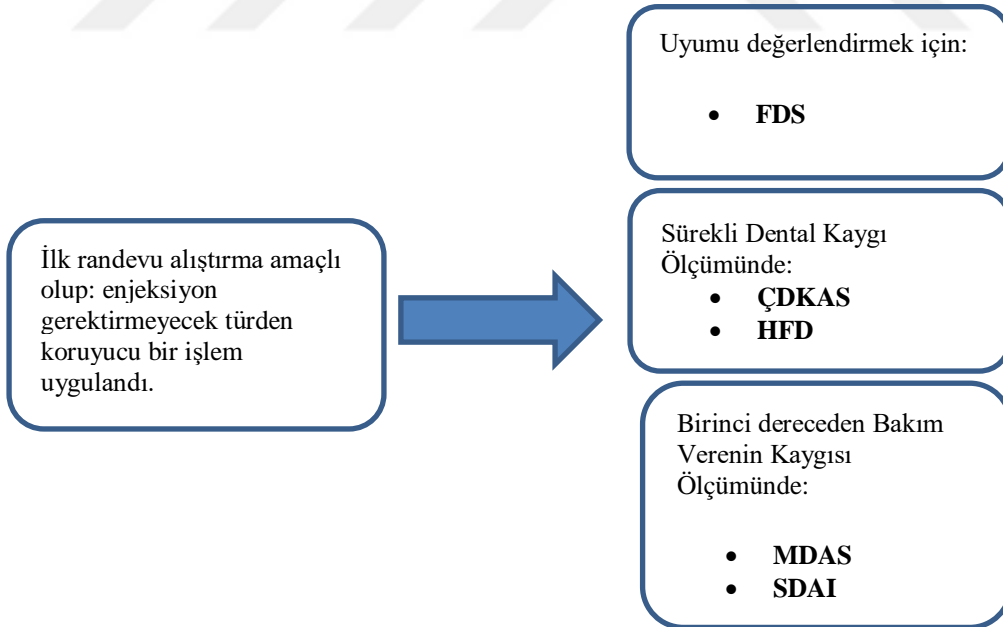 Uyumu değerlendirmek için:
• FDS
İlk randevu alıştırma amaçlı
olup: enjeksiyon
gerektirmeyecek türden
koruyucu bir işlem
uygulandı.
Sürekli Dental Kaygı
Ölçümünde:
• ÇDKAS
• HFD
Birinci dereceden Bakım
Verenin Kaygısı
Ölçümünde:
• MDAS
• SDAI